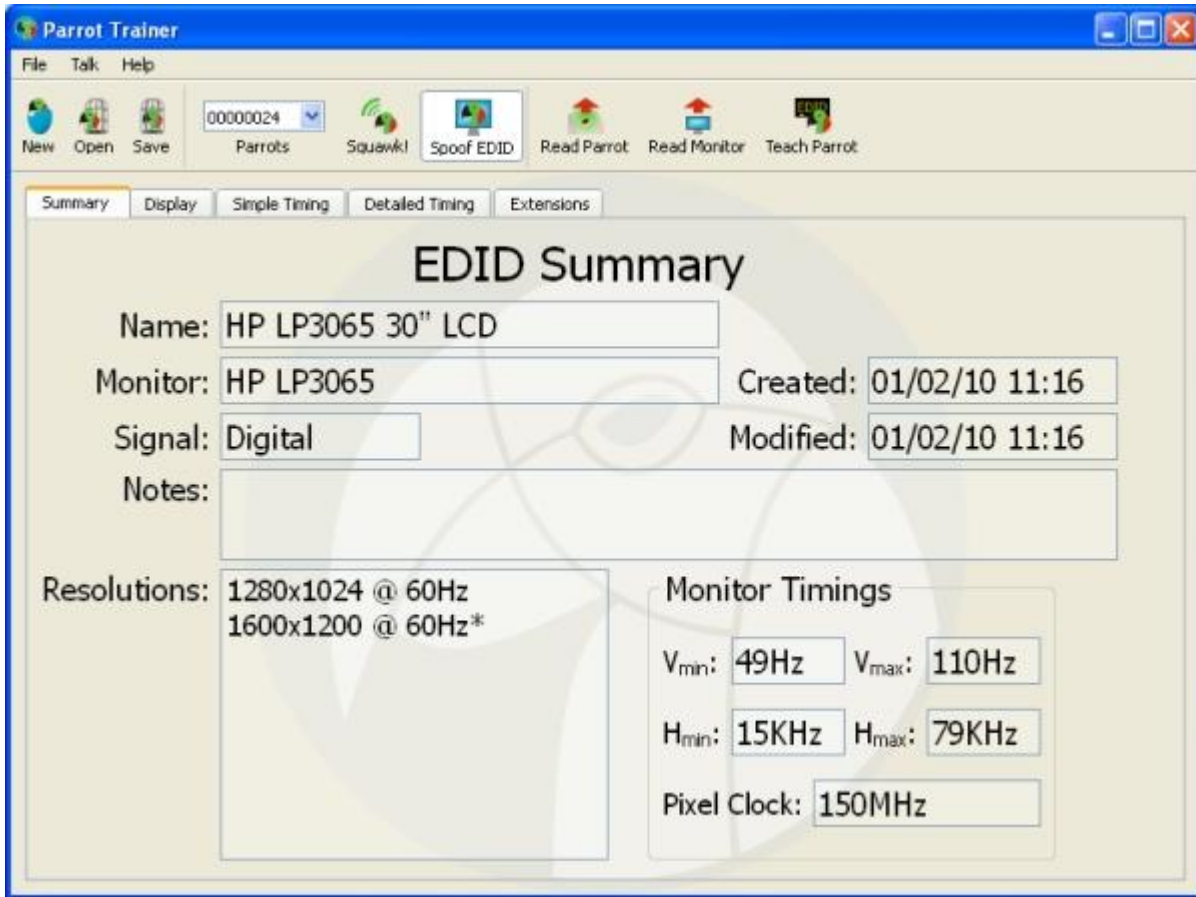 Parrot Trainer
File Talk Help
00000024
New Open Save Parrots Squawk! Spoof EDID Read Parrot Read Monitor Teach Parrot
Summary Display Simple Timing Detailed Timing Extensions
EDID Summary
Name: HP LP3065 30" LCD
Monitor: HP LP3065 Created: 01/02/10 11:16
Signal: Digital Modified: 01/02/10 11:16
Notes:
Resolutions: 1280x1024 @ 60Hz
1600x1200 @ 60Hz*
Monitor Timings
Vmin: 49Hz Vmax: 110Hz
Hmin: 15KHz Hmax: 79KHz
Pixel Clock: 150MHz